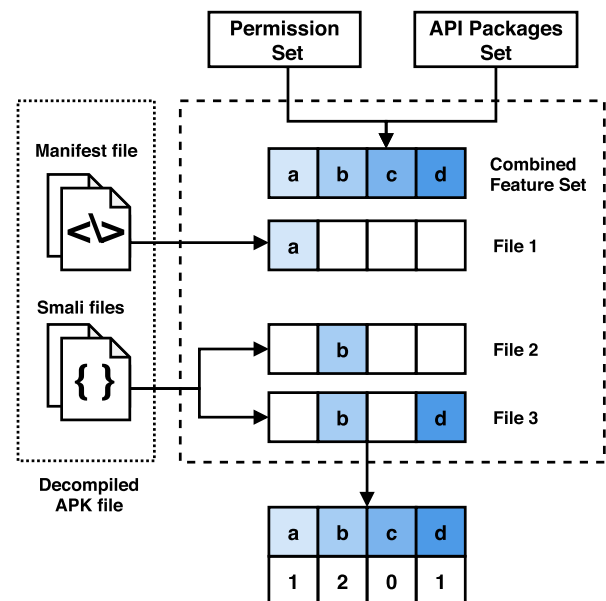 Permission
Set
API Packages
Set
Manifest file
</>
Combined
Feature Set
a b c d
a
File 1
Smali files
{ }
b
File 2
b d
File 3
Decompiled
APK file
a b c d
1 2 0 1